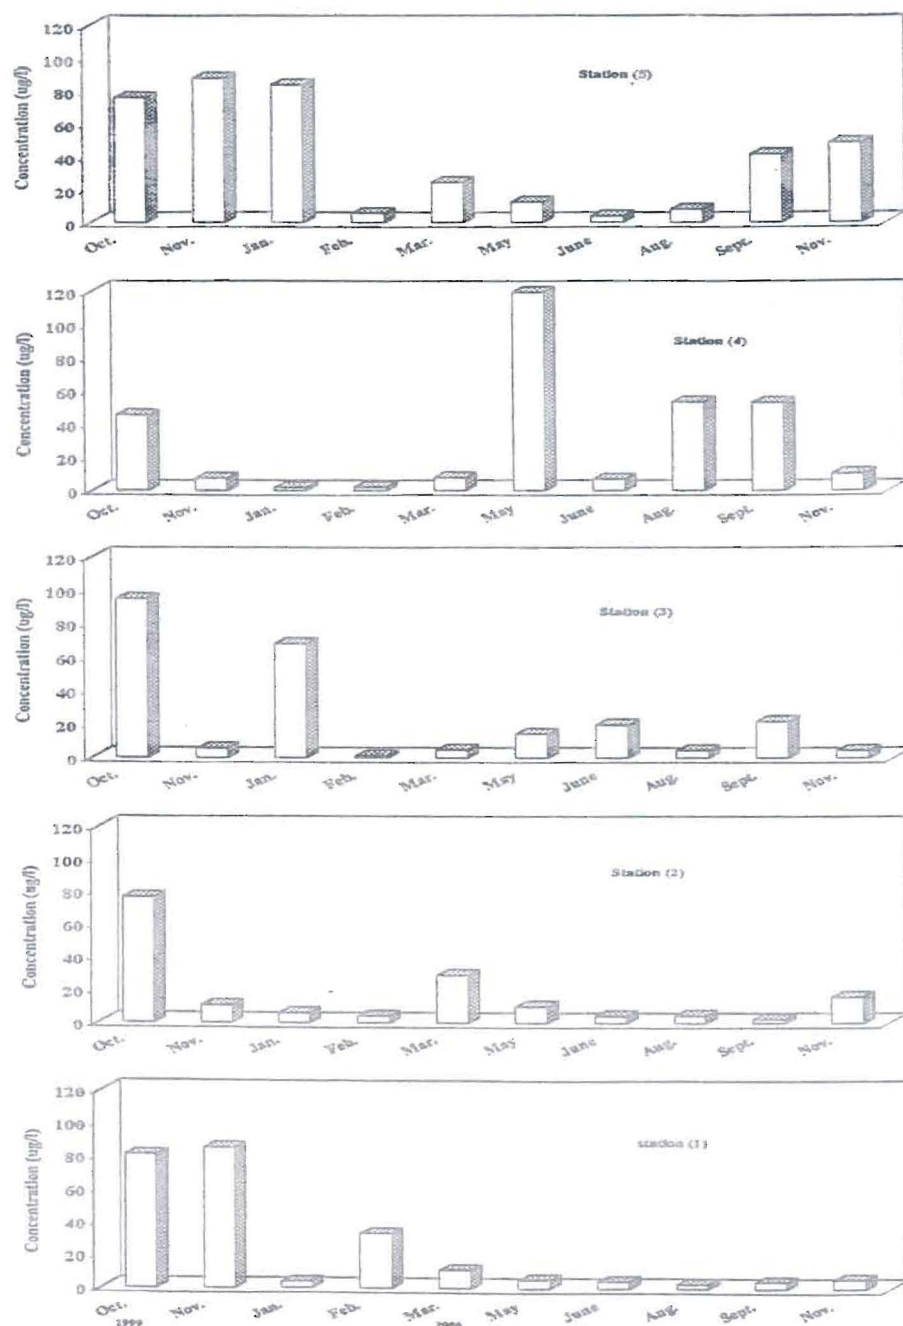 120
100
80
60
40
20
0
Concentration (ug/l)
Station (5)
Oct. Nov. Jan. Feb. Mar. May June Aug. Sept. Nov.
120
100
80
60
40
20
0
Concentration (ug/l)
Station (4)
Oct. Nov. Jan. Feb. Mar. May June Aug. Sept. Nov.
120
100
80
60
40
20
0
Concentration (ug/l)
Station (3)
Oct. Nov. Jan. Feb. Mar. May June Aug. Sept. Nov.
120
100
80
60
40
20
0
Concentration (ug/l)
Station (2)
Oct. Nov. Jan. Feb. Mar. May June Aug. Sept. Nov.
120
100
80
60
40
20
0
Concentration (ug/l)
station (1)
Oct. Nov. Jan. Feb. Mar. May June Aug. Sept. Nov.
1999